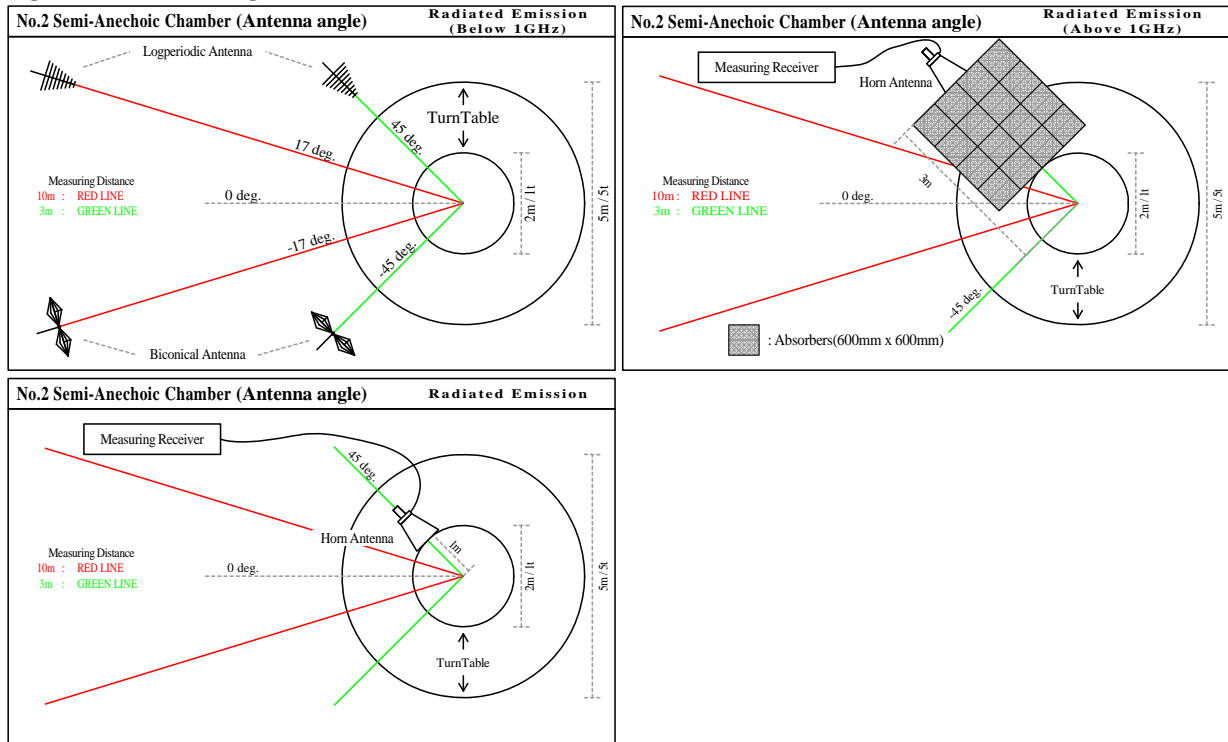 No.2 Semi-Anechoic Chamber (Antenna angle)
Radiated Emission
(Below 1GHz)
Logperiodic Antenna
TurnTable
45 deg.
17 deg.
Measuring Distance
10m : RED LINE
3m : GREEN LINE
0 deg.
2m / 1t
5m / 5t
-17 deg.
-45 deg.
Biconical Antenna
No.2 Semi-Anechoic Chamber (Antenna angle)
Radiated Emission
(Above 1GHz)
Measuring Receiver
Horn Antenna
3m
Measuring Distance
10m : RED LINE
3m : GREEN LINE
0 deg.
2m / 1t
5m / 5t
TurnTable
-45 deg.
: Absorbers(600mm x 600mm)
No.2 Semi-Anechoic Chamber (Antenna angle)
Radiated Emission
Measuring Receiver
45 deg.
Horn Antenna
1m
Measuring Distance
10m : RED LINE
3m : GREEN LINE
0 deg.
2m / 1t
5m / 5t
TurnTable